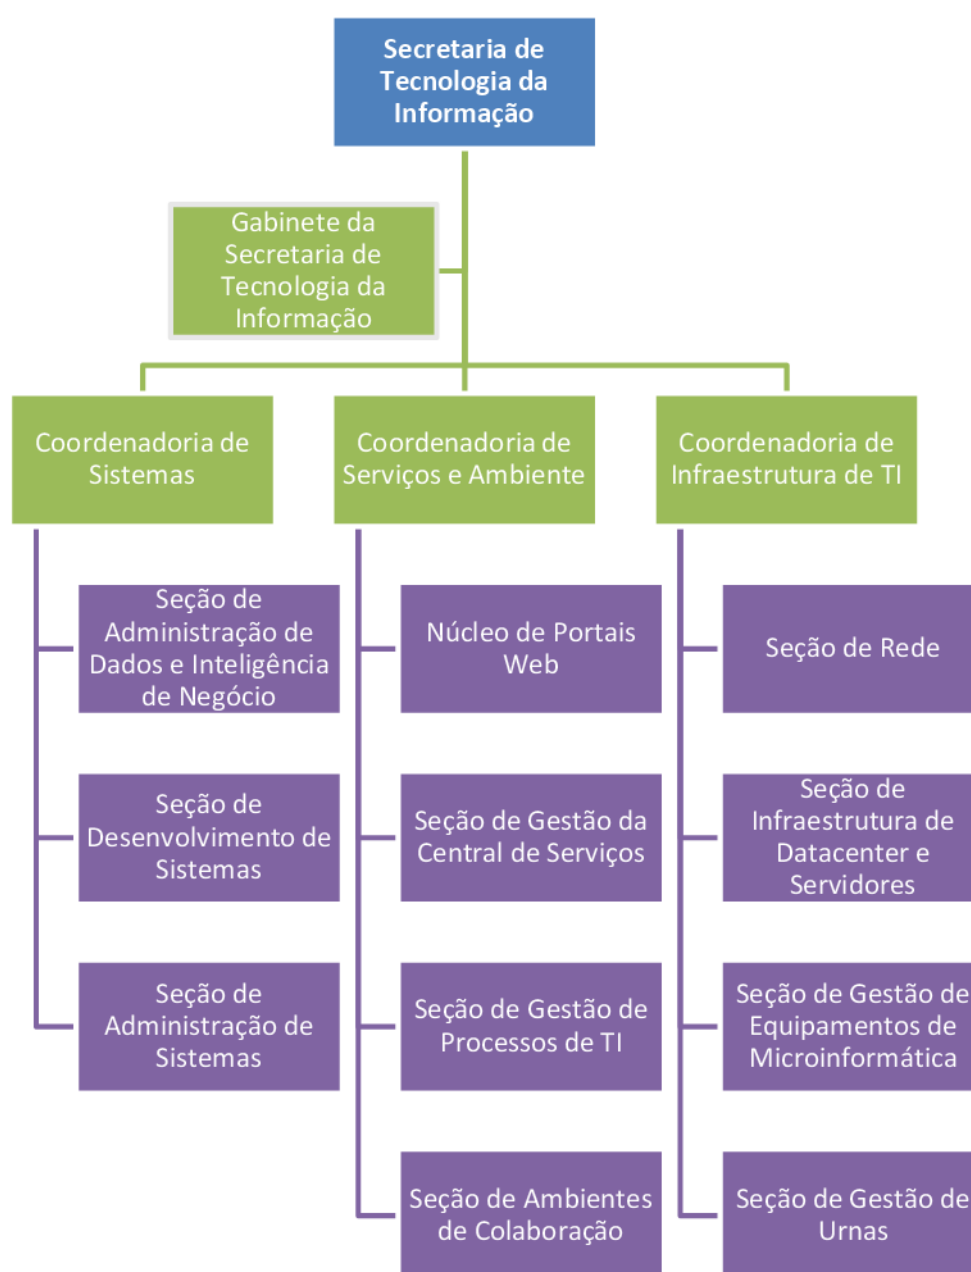 Secretaria de
Tecnologia da
Informação
Gabinete da
Secretaria de
Tecnologia da
Informação
Coordenadoria de
Sistemas
Coordenadoria de
Serviços e Ambiente
Coordenadoria de
Infraestrutura de TI
Seção de
Administração de
Dados e Inteligência
de Negócio
Seção de
Desenvolvimento de
Sistemas
Seção de
Administração de
Sistemas
Núcleo de Portais
Web
Seção de Gestão da
Central de Serviços
Seção de Gestão de
Processos de TI
Seção de Ambientes
de Colaboração
Seção de Rede
Seção de
Infraestrutura de
Datacenter e
Servidores
Seção de Gestão de
Equipamentos de
Microinformática
Seção de Gestão de
Urnas